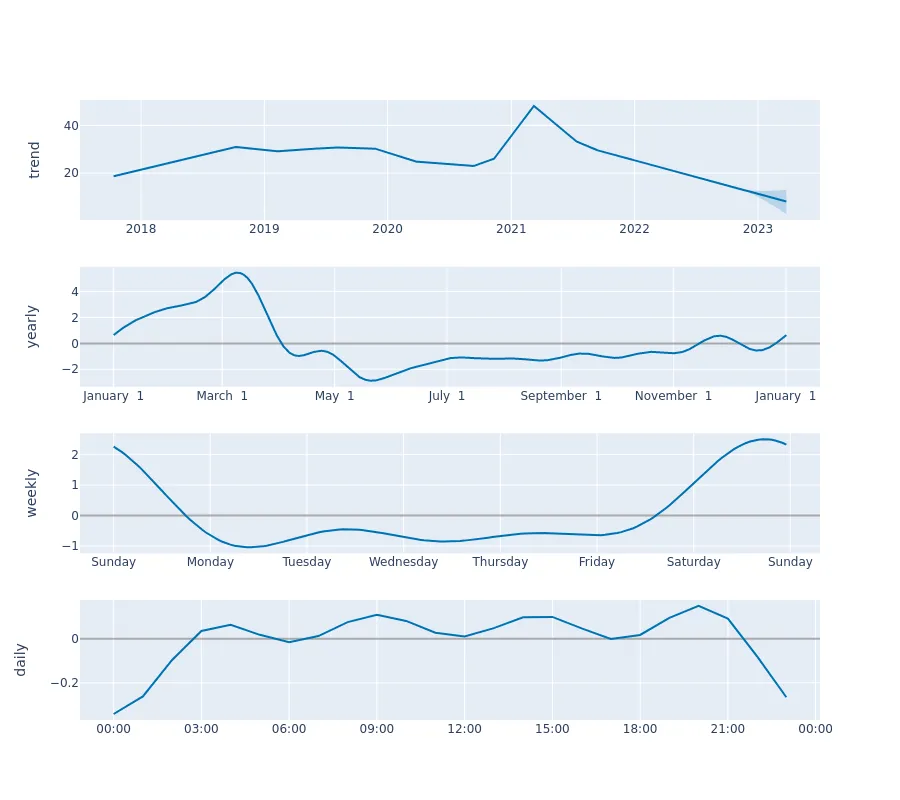 trend
40
20
2018 2019 2020 2021 2022 2023
yearly
4
2
0
−2
January 1 March 1 May 1 July 1 September 1 November 1 January 1
weekly
2
1
0
−1
Sunday Monday Tuesday Wednesday Thursday Friday Saturday Sunday
daily
0
−0.2
00:00 03:00 06:00 09:00 12:00 15:00 18:00 21:00 00:00